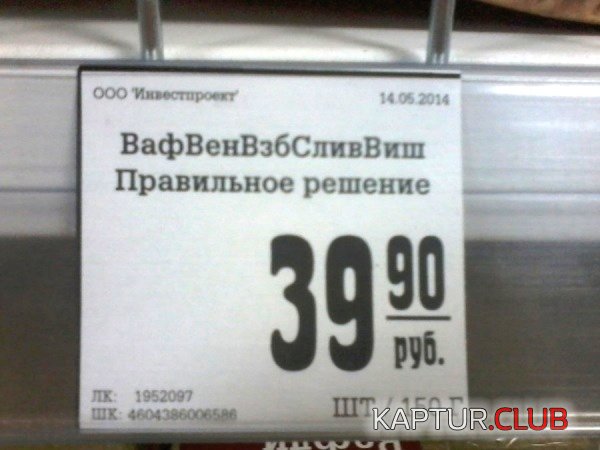 ООО 'Инвестпроект' 14.05.2014
ВафВенВзбСливВиш
Правильное решение
39 90
руб.
ЛК: 1952097
ШК: 4604386006586
ШТ / 150 Г
KAPTUR.CLUB